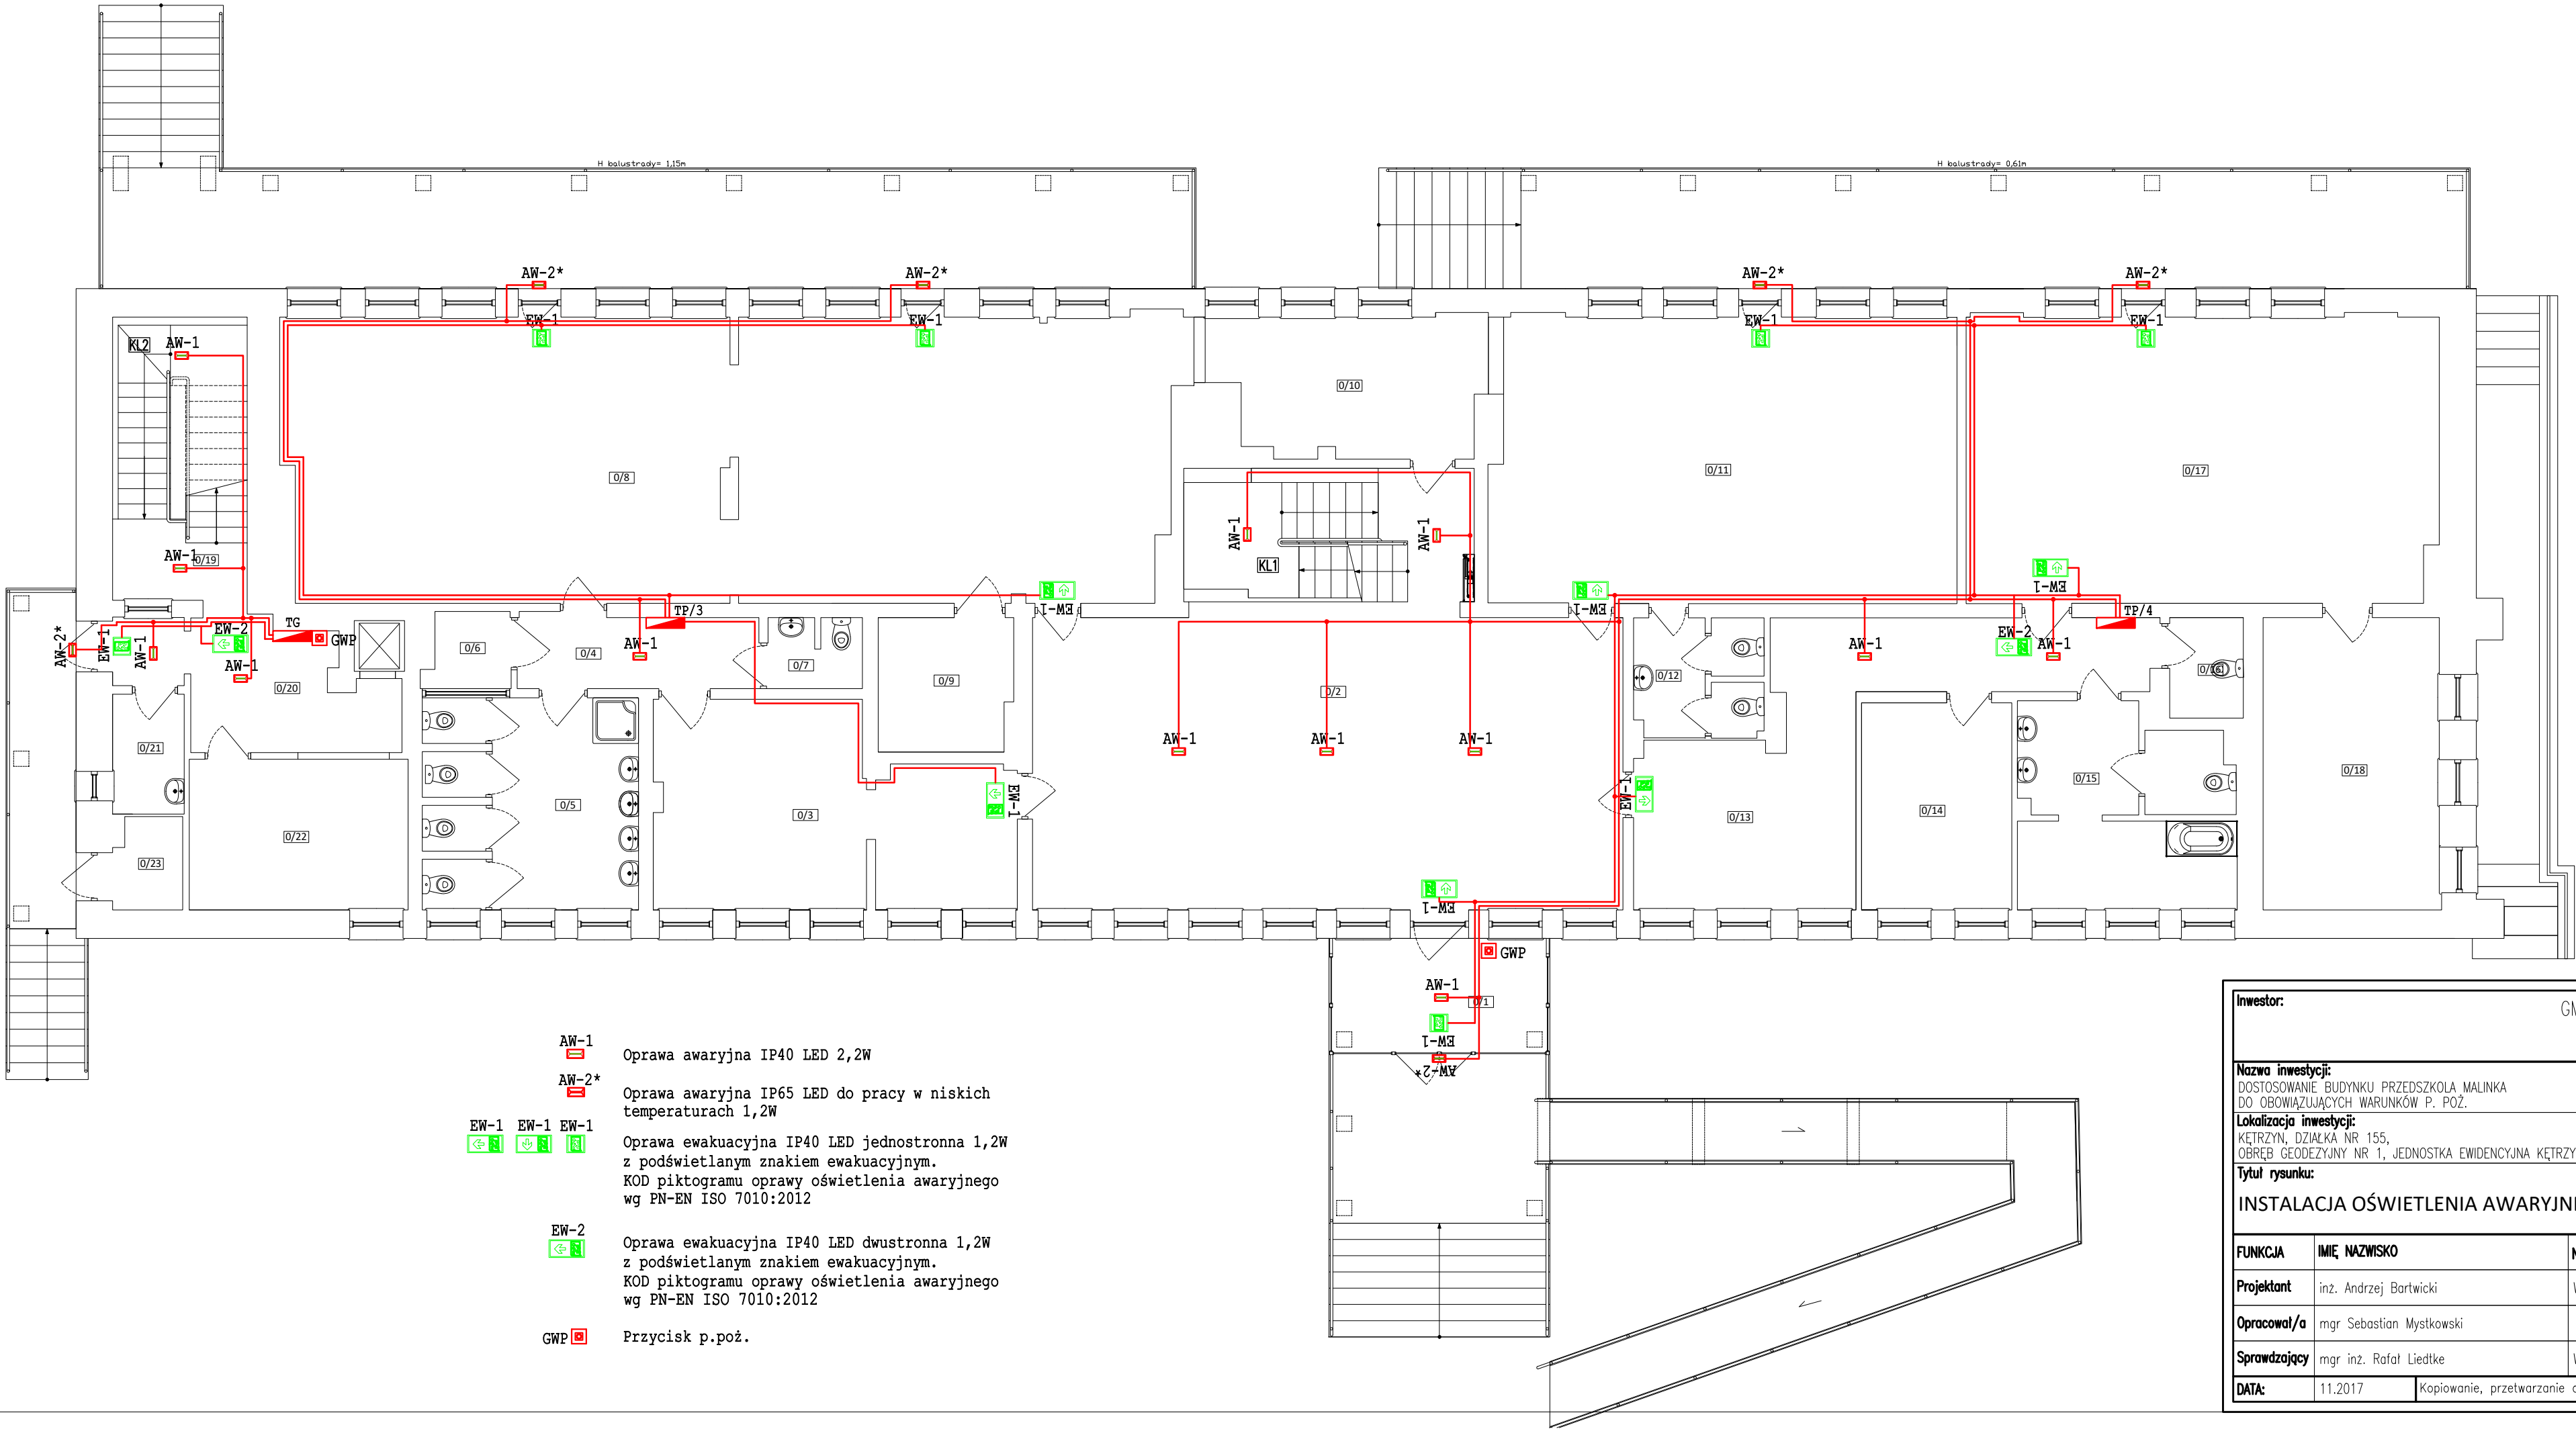 H balustrady= 1,15m
H balustrady= 0,61m
AW-2*
AW-2*
AW-2*
AW-2*
EW-1
EW-1
EW-1
EW-1
KL2
AW-1
0/10
0/8
0/11
0/17
AW-1
AW-1
AW-1
0/19
KL1
EW-1
EW-1
EW-1
TP/3
TP/4
AW-2*
EW-1
AW-1
EW-2
TG
GWP
AW-1
0/20
0/6
0/4
AW-1
0/7
0/9
0/2
0/12
AW-1
EW-2
AW-1
0/16
AW-1
AW-1
AW-1
0/21
0/22
0/23
0/5
0/3
EW-1
EW-1
0/13
0/14
0/15
0/18
EW-1
GWP
AW-1
0/1
EW-1
AW-2*
AW-1
Oprawa awaryjna IP40 LED 2,2W
AW-2*
Oprawa awaryjna IP65 LED do pracy w niskich
temperaturach 1,2W
EW-1 EW-1 EW-1
Oprawa ewakuacyjna IP40 LED jednostronna 1,2W
z podświetlanym znakiem ewakuacyjnym.
KOD piktogramu oprawy oświetlenia awaryjnego
wg PN-EN ISO 7010:2012
EW-2
Oprawa ewakuacyjna IP40 LED dwustronna 1,2W
z podświetlanym znakiem ewakuacyjnym.
KOD piktogramu oprawy oświetlenia awaryjnego
wg PN-EN ISO 7010:2012
GWP Przycisk p.poż.
Inwestor:
Nazwa inwestycji:
DOSTOSOWANIE BUDYNKU PRZEDSZKOLA MALINKA
DO OBOWIĄZUJĄCYCH WARUNKÓW P. POŻ.
Lokalizacja inwestycji:
KĘTRZYN, DZIAŁKA NR 155,
OBRĘB GEODEZYJNY NR 1, JEDNOSTKA EWIDENCYJNA KĘTRZY
Tytuł rysunku:
INSTALACJA OŚWIETLENIA AWARYJN
FUNKCJA IMIĘ NAZWISKO
Projektant inż. Andrzej Bartwicki
Opracował/a mgr Sebastian Mystkowski
Sprawdzający mgr inż. Rafał Liedtke
DATA: 11.2017 Kopiowanie, przetwarzanie